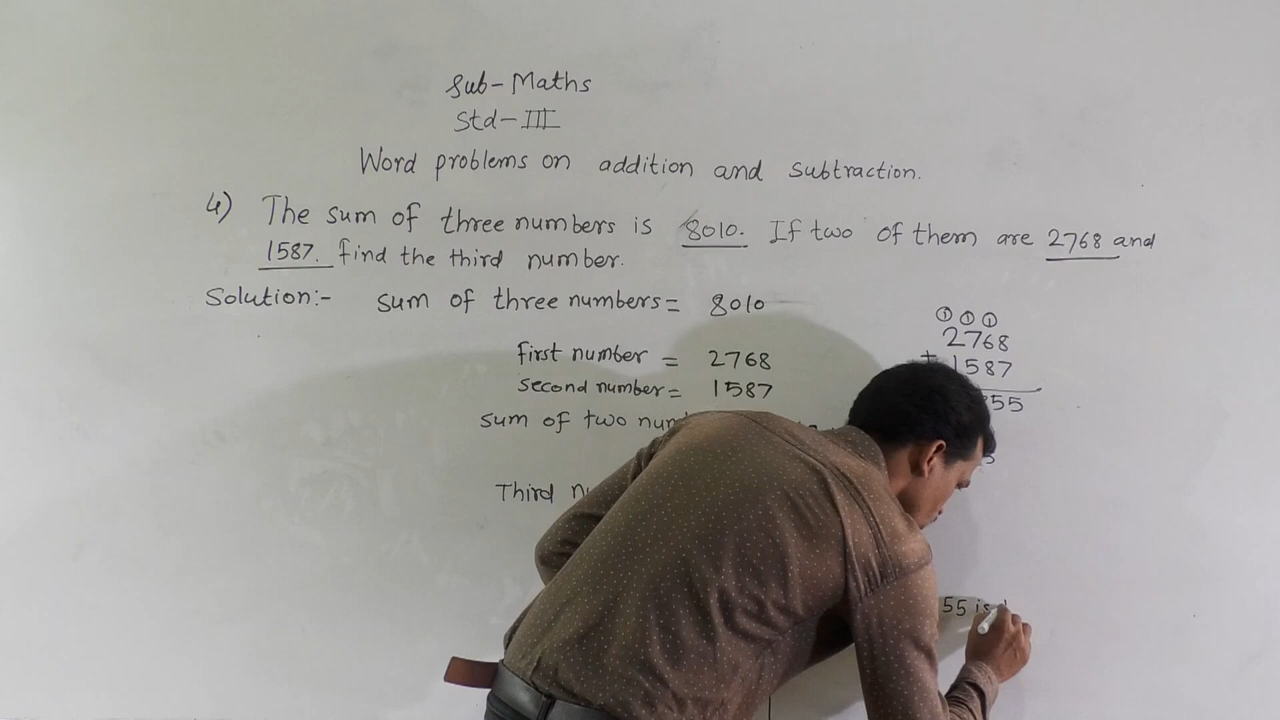 Sub-Maths
Std-III
Word problems on addition and subtraction.
4) The sum of three numbers is 8010. If two of them are 2768 and
1587. find the third number.
Solution:- sum of three numbers = 8010
first number = 2768
second number = 1587
sum of two
Third
1 1 1
2768
+ 1587
55
55 is